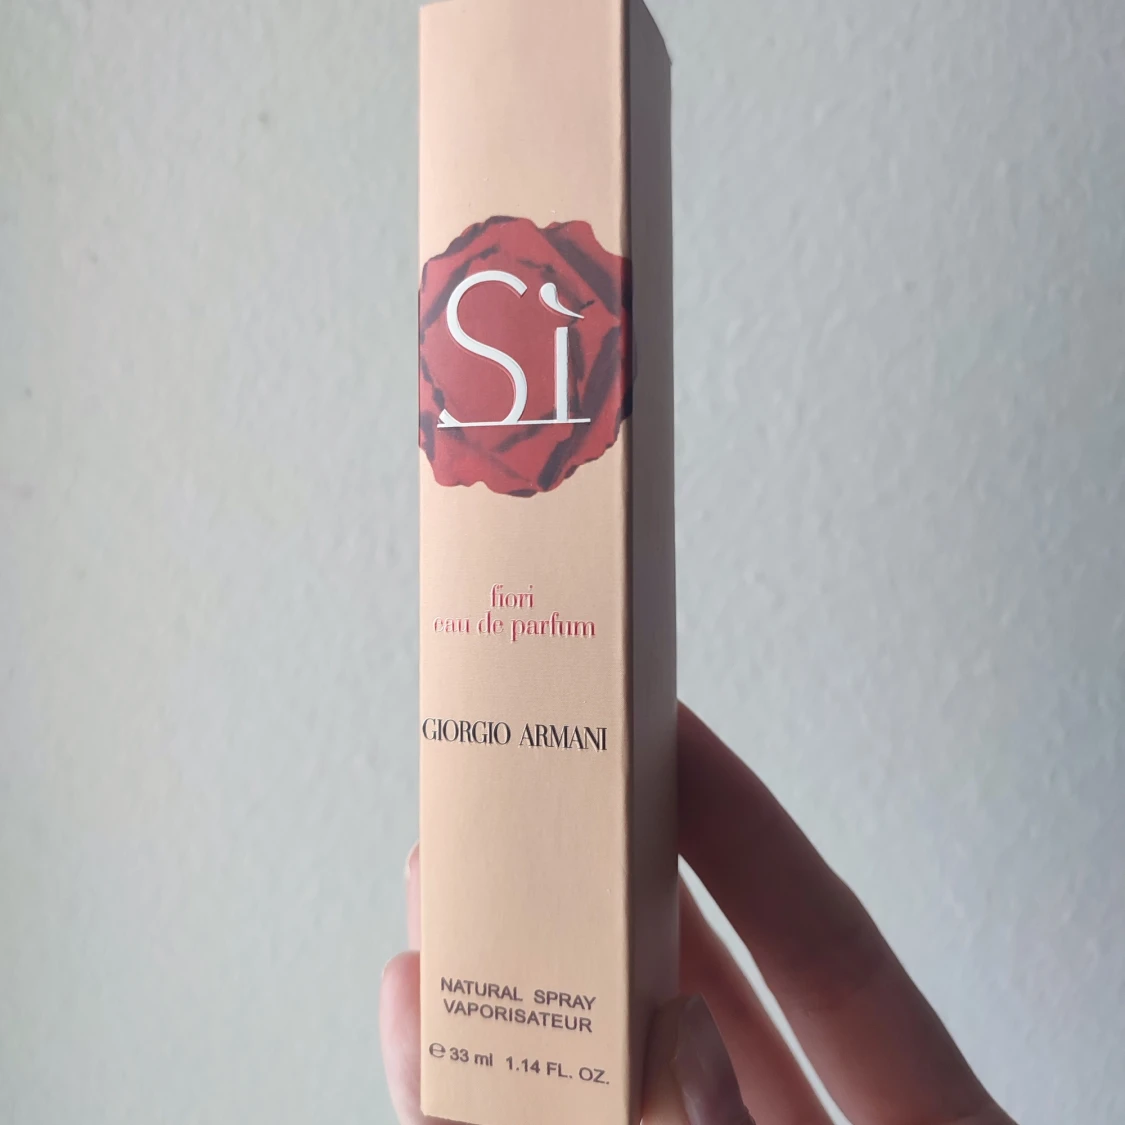 Sì
fiori
eau de parfum
GIORGIO ARMANI
NATURAL SPRAY
VAPORISATEUR
℮ 33 ml 1.14 FL. OZ.